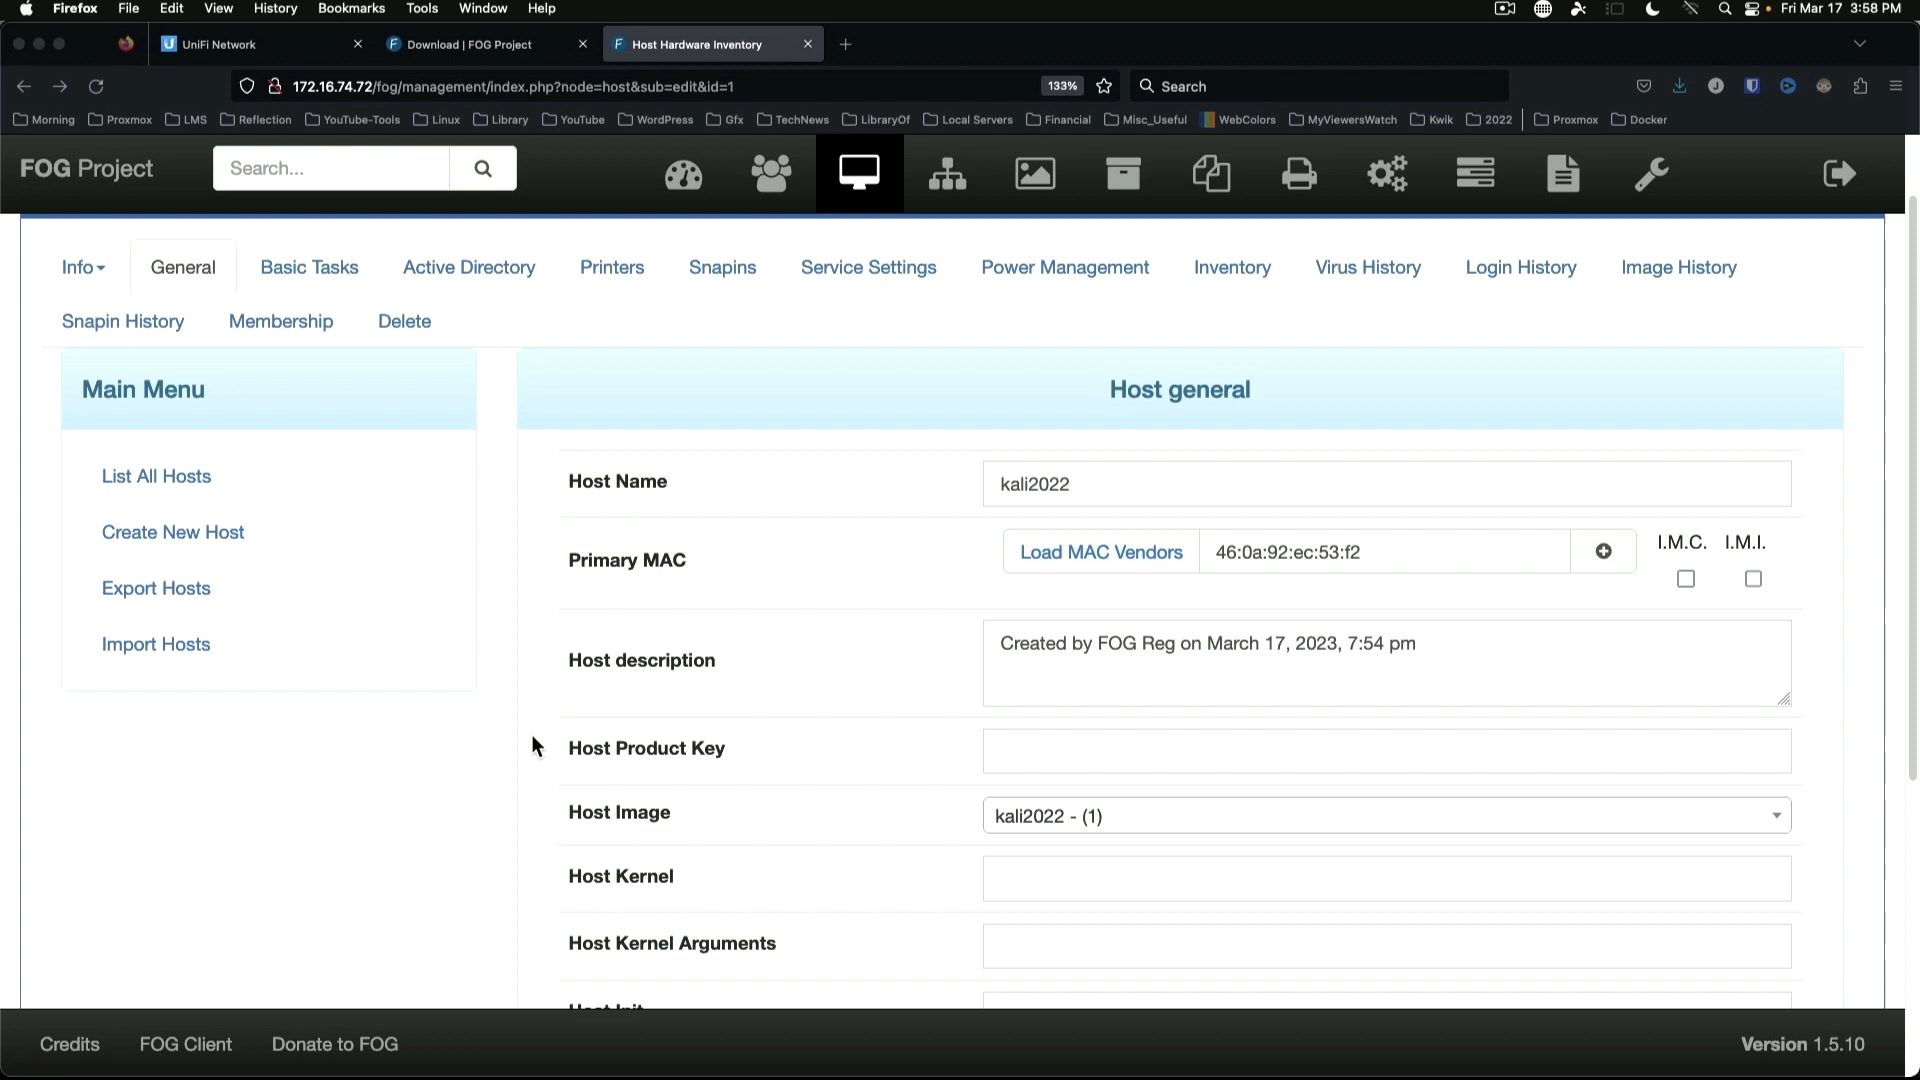 Firefox File Edit View History Bookmarks Tools Window Help Fri Mar 17 3:58 PM
UniFi Network Download | FOG Project Host Hardware Inventory
172.16.74.72/fog/management/index.php?node=host&sub=edit&id=1 133% Search
Morning Proxmox LMS Reflection YouTube-Tools Linux Library YouTube WordPress Gfx TechNews LibraryOf Local Servers Financial Misc_Useful WebColors MyViewersWatch Kwik 2022 Proxmox Docker
FOG Project Search...
Info General Basic Tasks Active Directory Printers Snapins Service Settings Power Management Inventory Virus History Login History Image History
Snapin History Membership Delete
Main Menu
List All Hosts
Create New Host
Export Hosts
Import Hosts
Host general
Host Name kali2022
Primary MAC Load MAC Vendors 46:0a:92:ec:53:f2 I.M.C. I.M.I.
Host description Created by FOG Reg on March 17, 2023, 7:54 pm
Host Product Key
Host Image kali2022 - (1)
Host Kernel
Host Kernel Arguments
Host Init
Credits FOG Client Donate to FOG Version 1.5.10